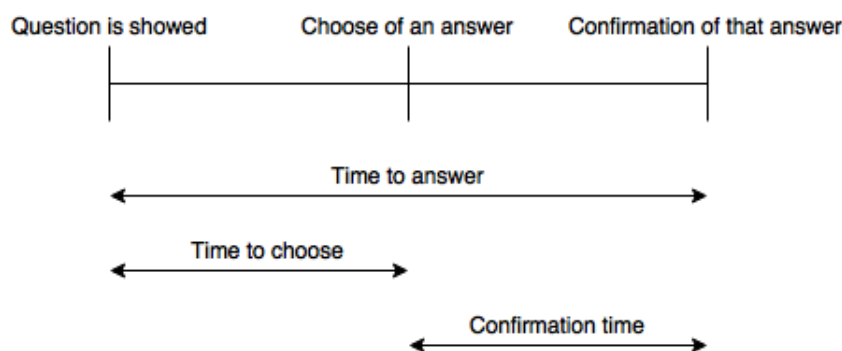 Question is showed
Choose of an answer
Confirmation of that answer
Time to answer
Time to choose
Confirmation time